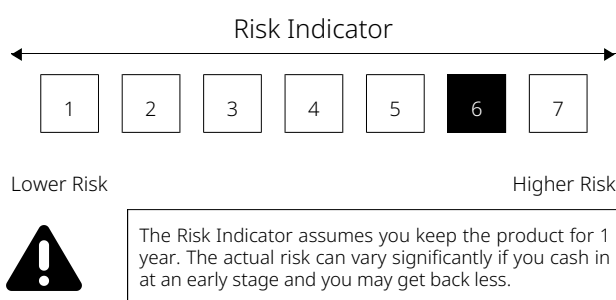 Risk Indicator
1 2 3 4 5 6 7
Lower Risk Higher Risk
The Risk Indicator assumes you keep the product for 1
year. The actual risk can vary significantly if you cash in
at an early stage and you may get back less.